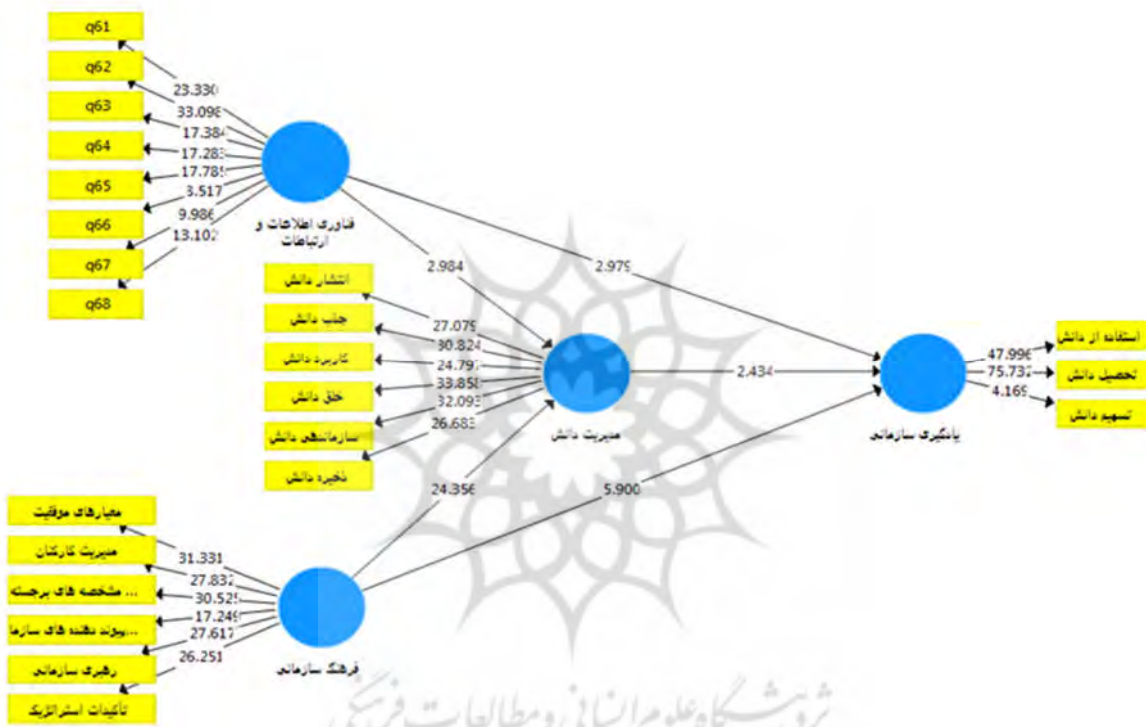 q61
q62
q63
q64
q65
q66
q67
q68
23.330
33.098
17.384
17.283
17.789
3.517
9.986
13.102
فناوری اطلاعات و
ارتباطات
2.984
2.979
انتشار دانش
جذب دانش
کاربرد دانش
خلق دانش
سازماندهی دانش
ذخیره دانش
27.079
30.824
24.797
33.858
32.093
26.683
مدیریت دانش
2.434
47.996
75.732
4.169
استفاده از دانش
تحصیل دانش
تسهیم دانش
یادگیری سازمانی
24.356
5.900
معیارهای موفقیت
مدیریت کارکنان
مشخصه های برجسته ...
پیوند دهنده های سازما...
رهبری سازمانی
تأکیدات استراتژیک
31.331
27.832
30.525
17.249
27.617
26.251
فرهنگ سازمانی
پژوهشگاه علوم انسانی و مطالعات فرهنگی